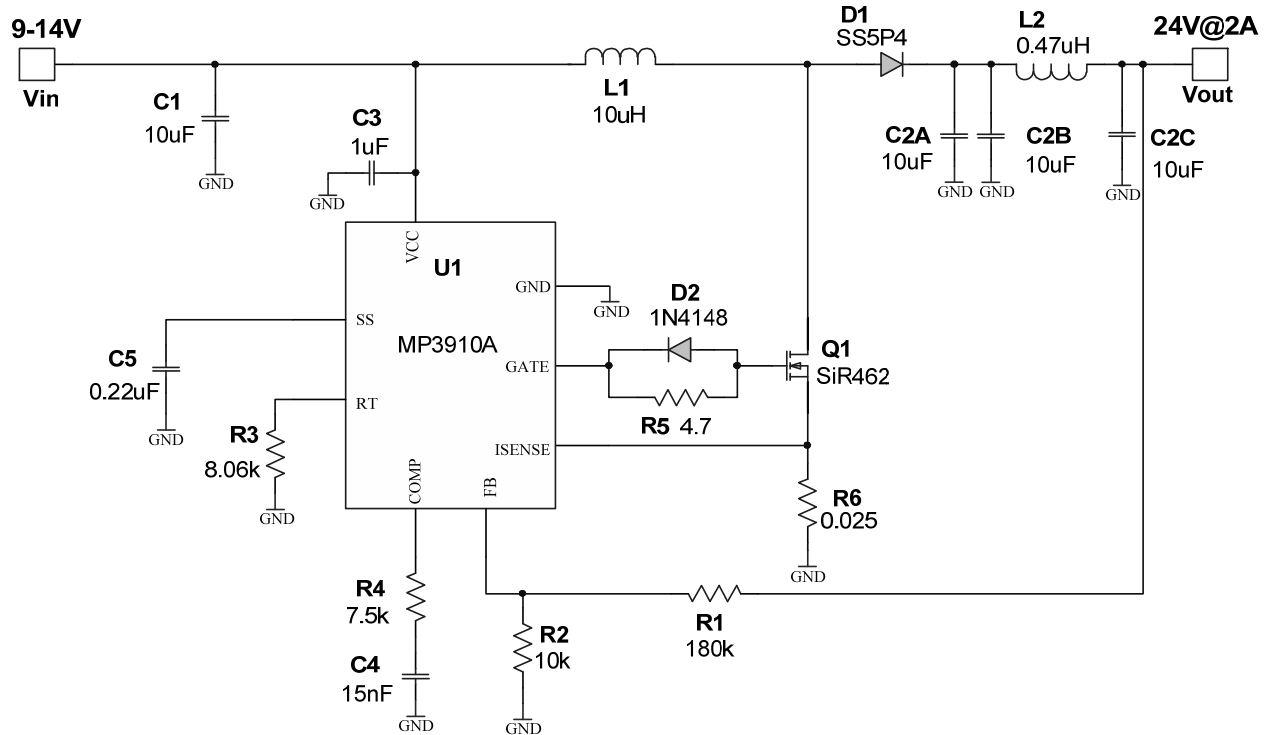 9-14V
Vin
C1
10uF
GND
C3
1uF
GND
L1
10uH
D1
SS5P4
L2
0.47uH
24V@2A
Vout
C2A
10uF
GND
C2B
10uF
GND
C2C
10uF
GND
U1
MP3910A
VCC
GND
GND
SS
GATE
RT
ISENSE
COMP
FB
C5
0.22uF
GND
R3
8.06k
GND
D2
1N4148
R5 4.7
Q1
SiR462
R6
0.025
GND
R4
7.5k
C4
15nF
GND
R2
10k
GND
R1
180k